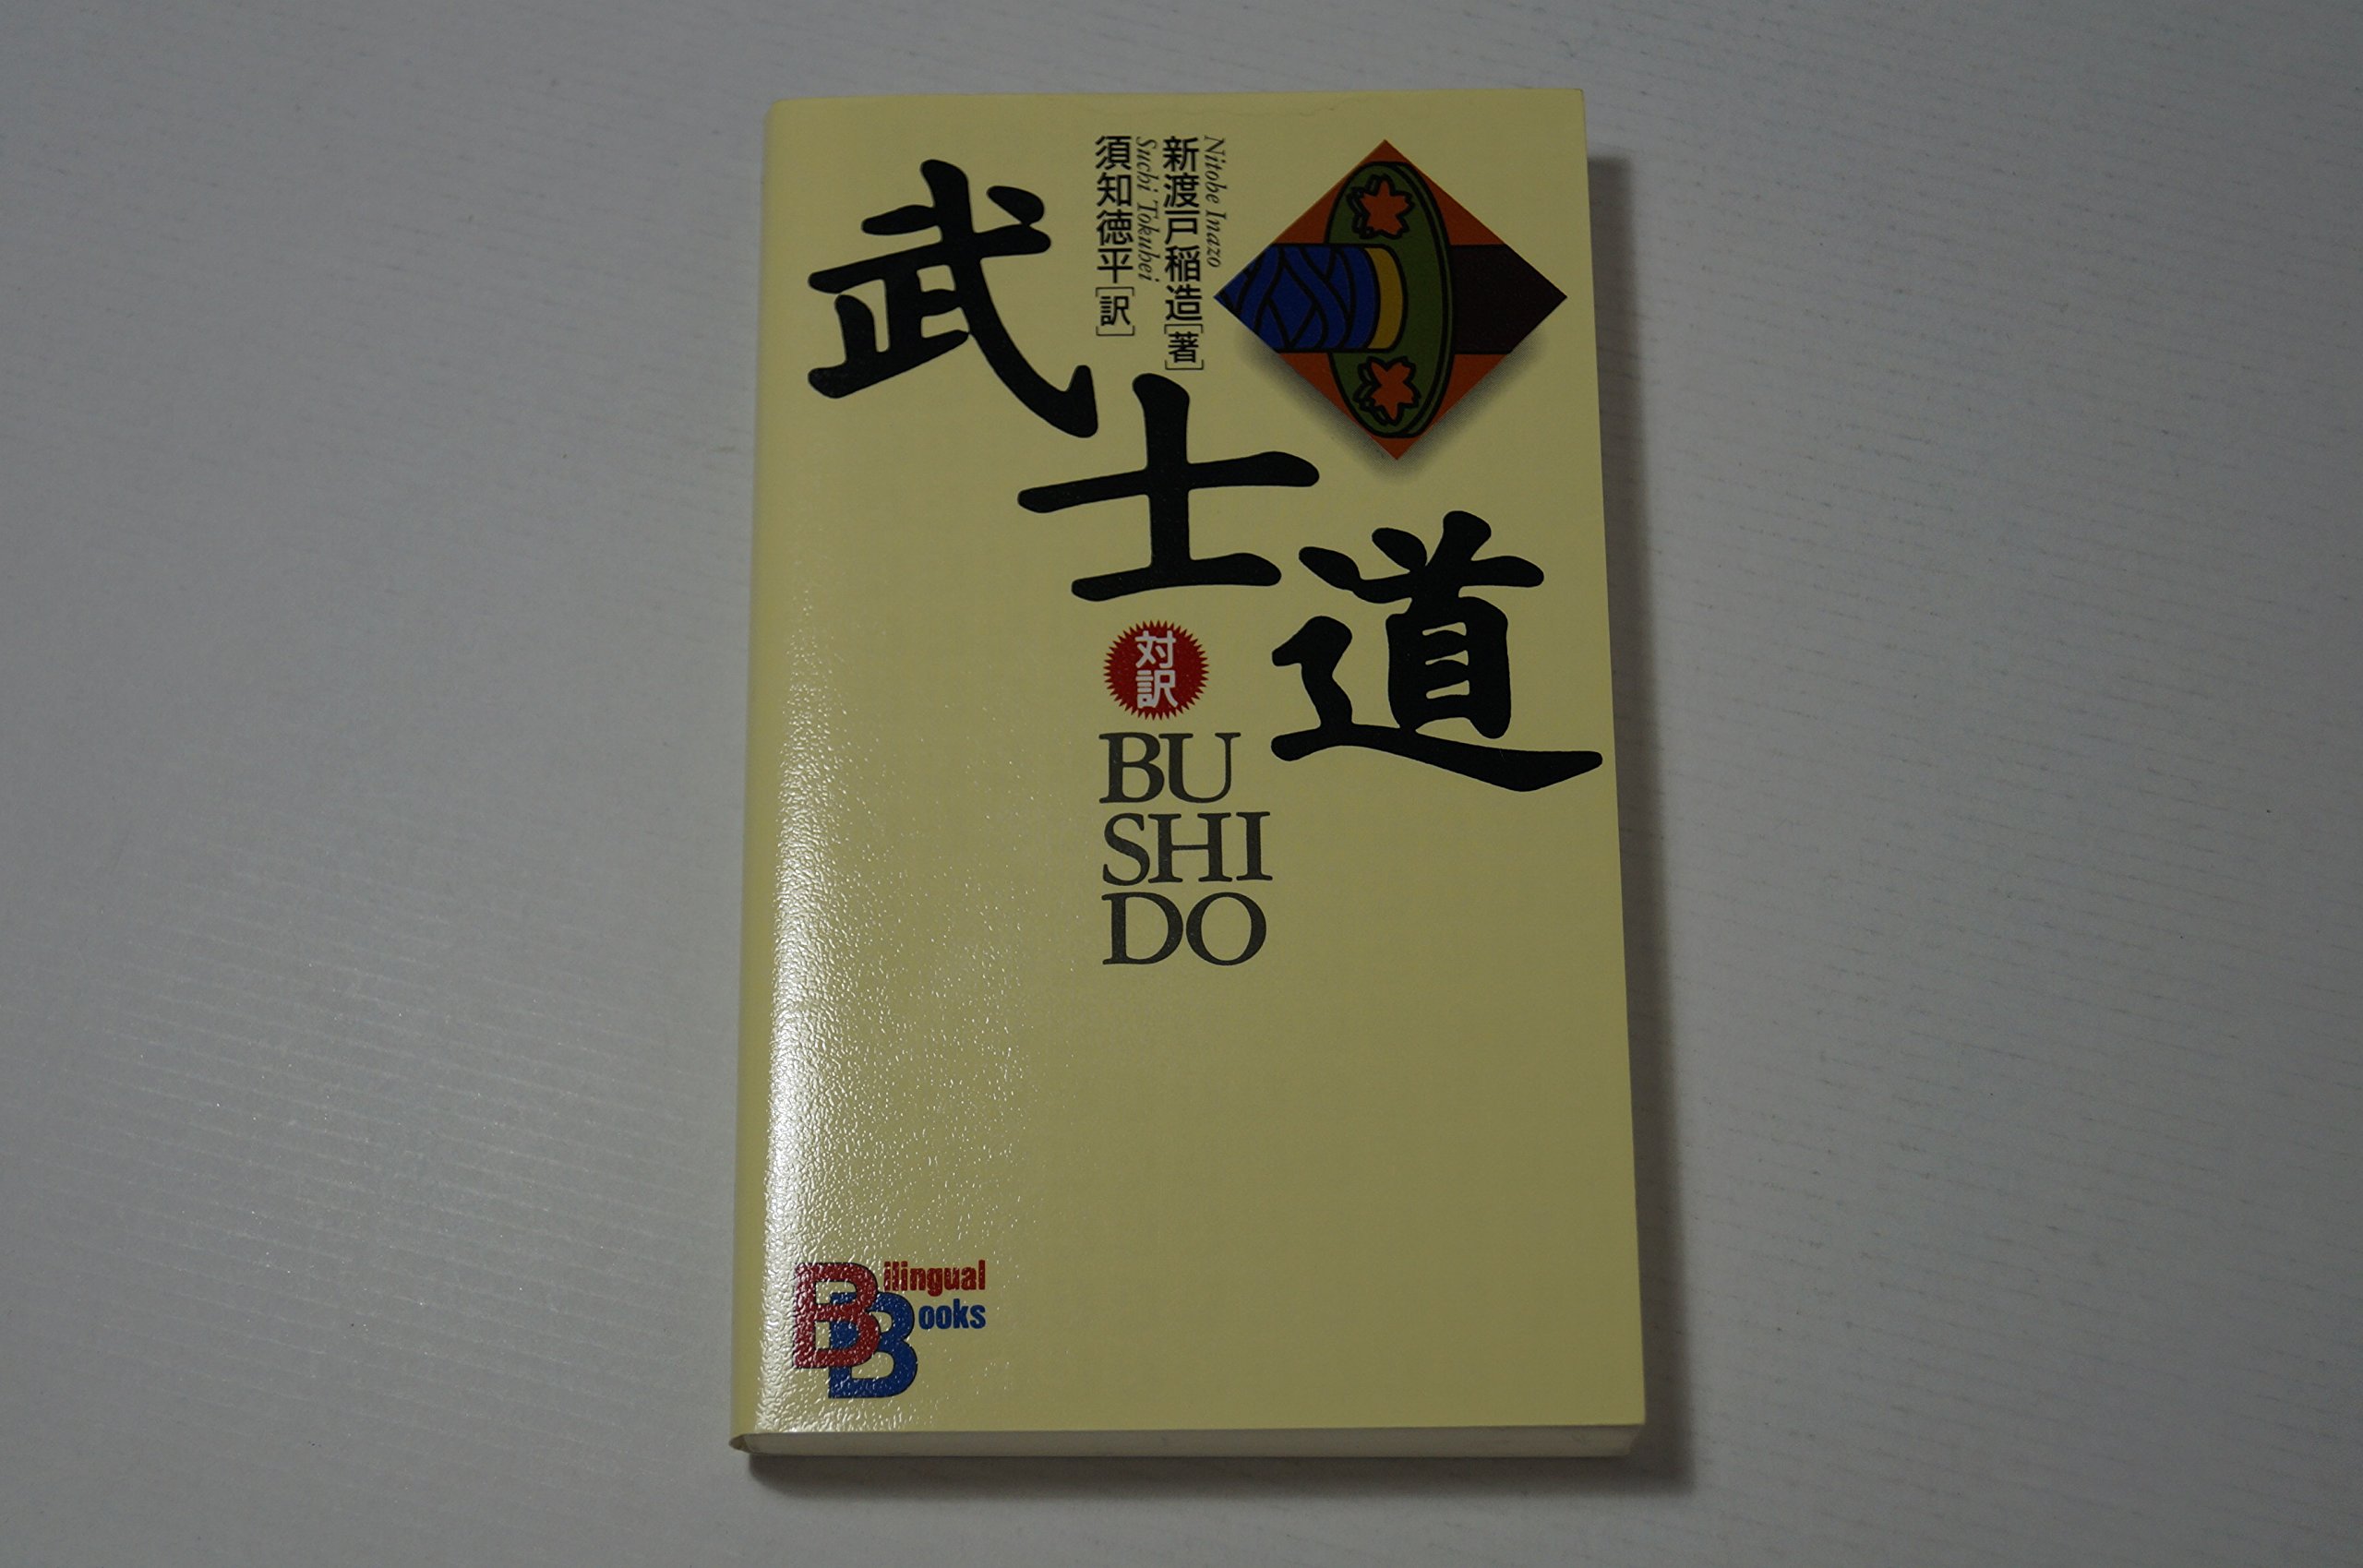 武士道
Nitobe Inazo
新渡戸稲造[著]
Suchi Tokubei
須知徳平[訳]
対訳
BU
SHI
DO
Bilingual
Books